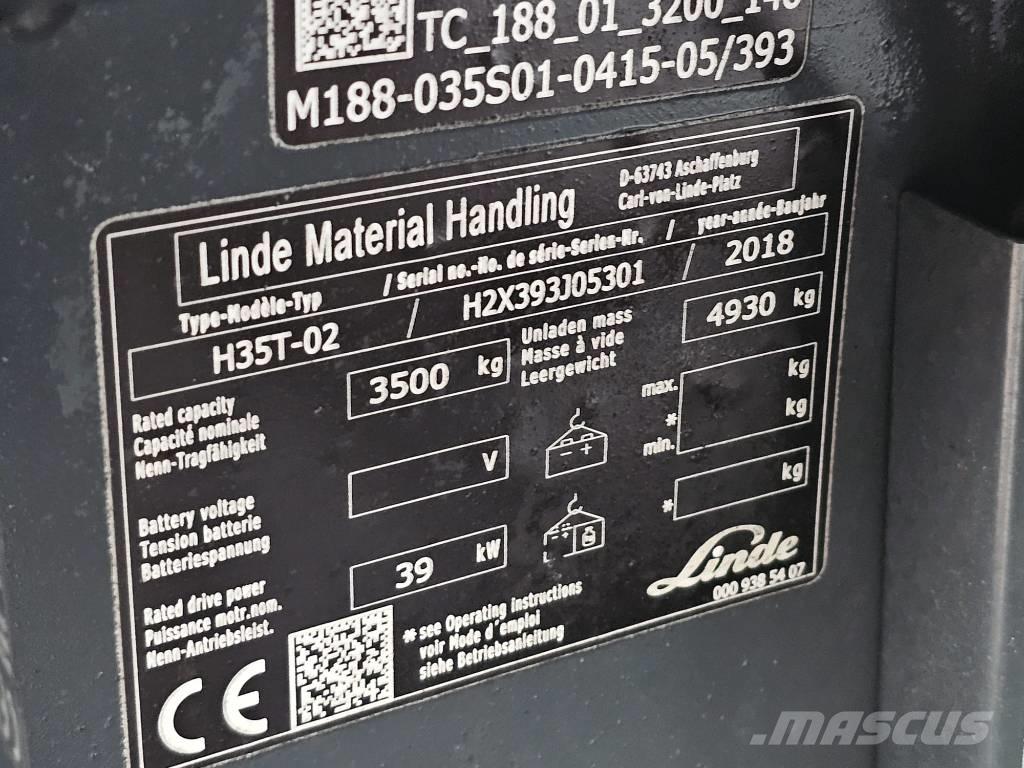 TC_188_01_3200_140
M188-035S01-0415-05/393
Linde Material Handling
D-63743 Aschaffenburg
Carl-von-Linde-Platz
Type-Modèle-Typ / Serial no.-No. de série-Serien-Nr. / year-année-Baujahr
H35T-02 / H2X393J05301 / 2018
Rated capacity
Capacité nominale
Nenn-Tragfähigkeit
3500 kg
Unladen mass
Masse à vide
Leergewicht
4930 kg
Battery voltage
Tension batterie
Batteriespannung
V
max. kg
*
min. kg
Rated drive power
Puissance motr.nom.
Nenn-Antriebsleist.
39 kW
* kg
CE
* see Operating instructions
voir Mode d'emploi
siehe Betriebsanleitung
Linde
000 938 54 07
MASCUS